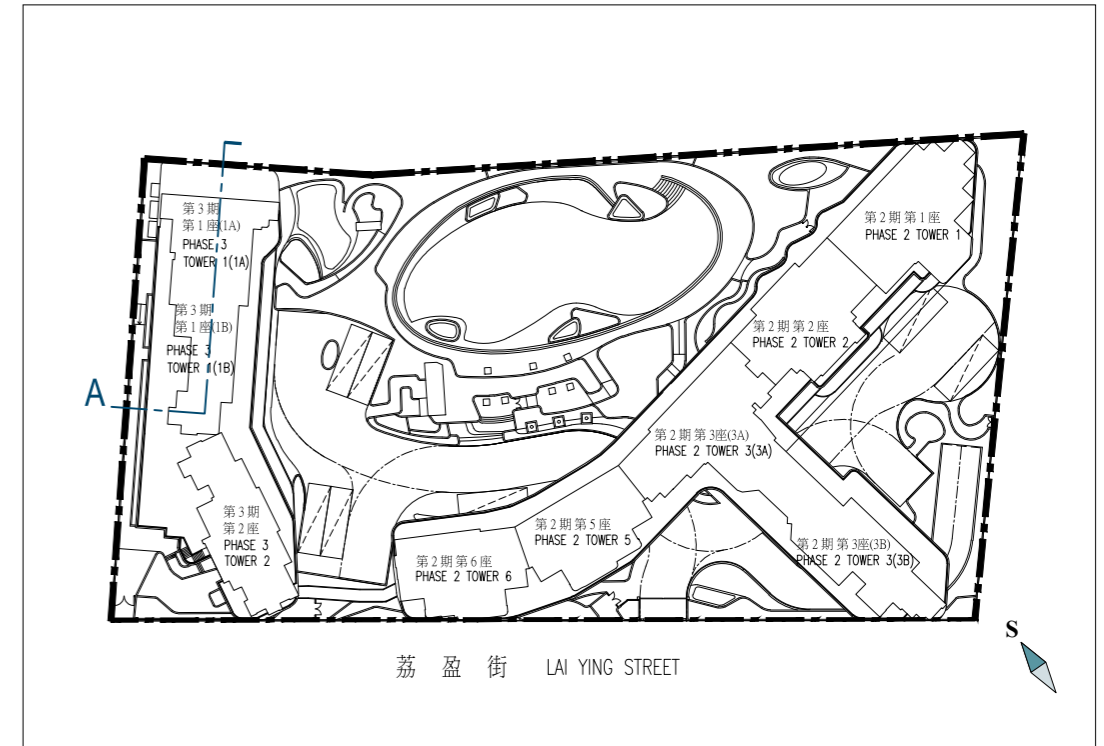 第3期
第1座(1A)
PHASE 3
TOWER 1(1A)
第3期
第1座(1B)
PHASE 3
TOWER 1(1B)
A
第3期
第2座
PHASE 3
TOWER 2
第2期第1座
PHASE 2 TOWER 1
第2期第2座
PHASE 2 TOWER 2
第2期第3座(3A)
PHASE 2 TOWER 3(3A)
第2期第5座
PHASE 2 TOWER 5
第2期第6座
PHASE 2 TOWER 6
第2期第3座(3B)
PHASE 2 TOWER 3(3B)
荔盈街 LAI YING STREET
S